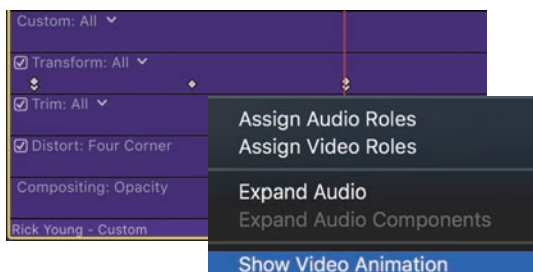 Custom: All
Transform: All
Trim: All
Distort: Four Corner
Compositing: Opacity
Rick Young - Custom
Assign Audio Roles
Assign Video Roles
Expand Audio
Expand Audio Components
Show Video Animation